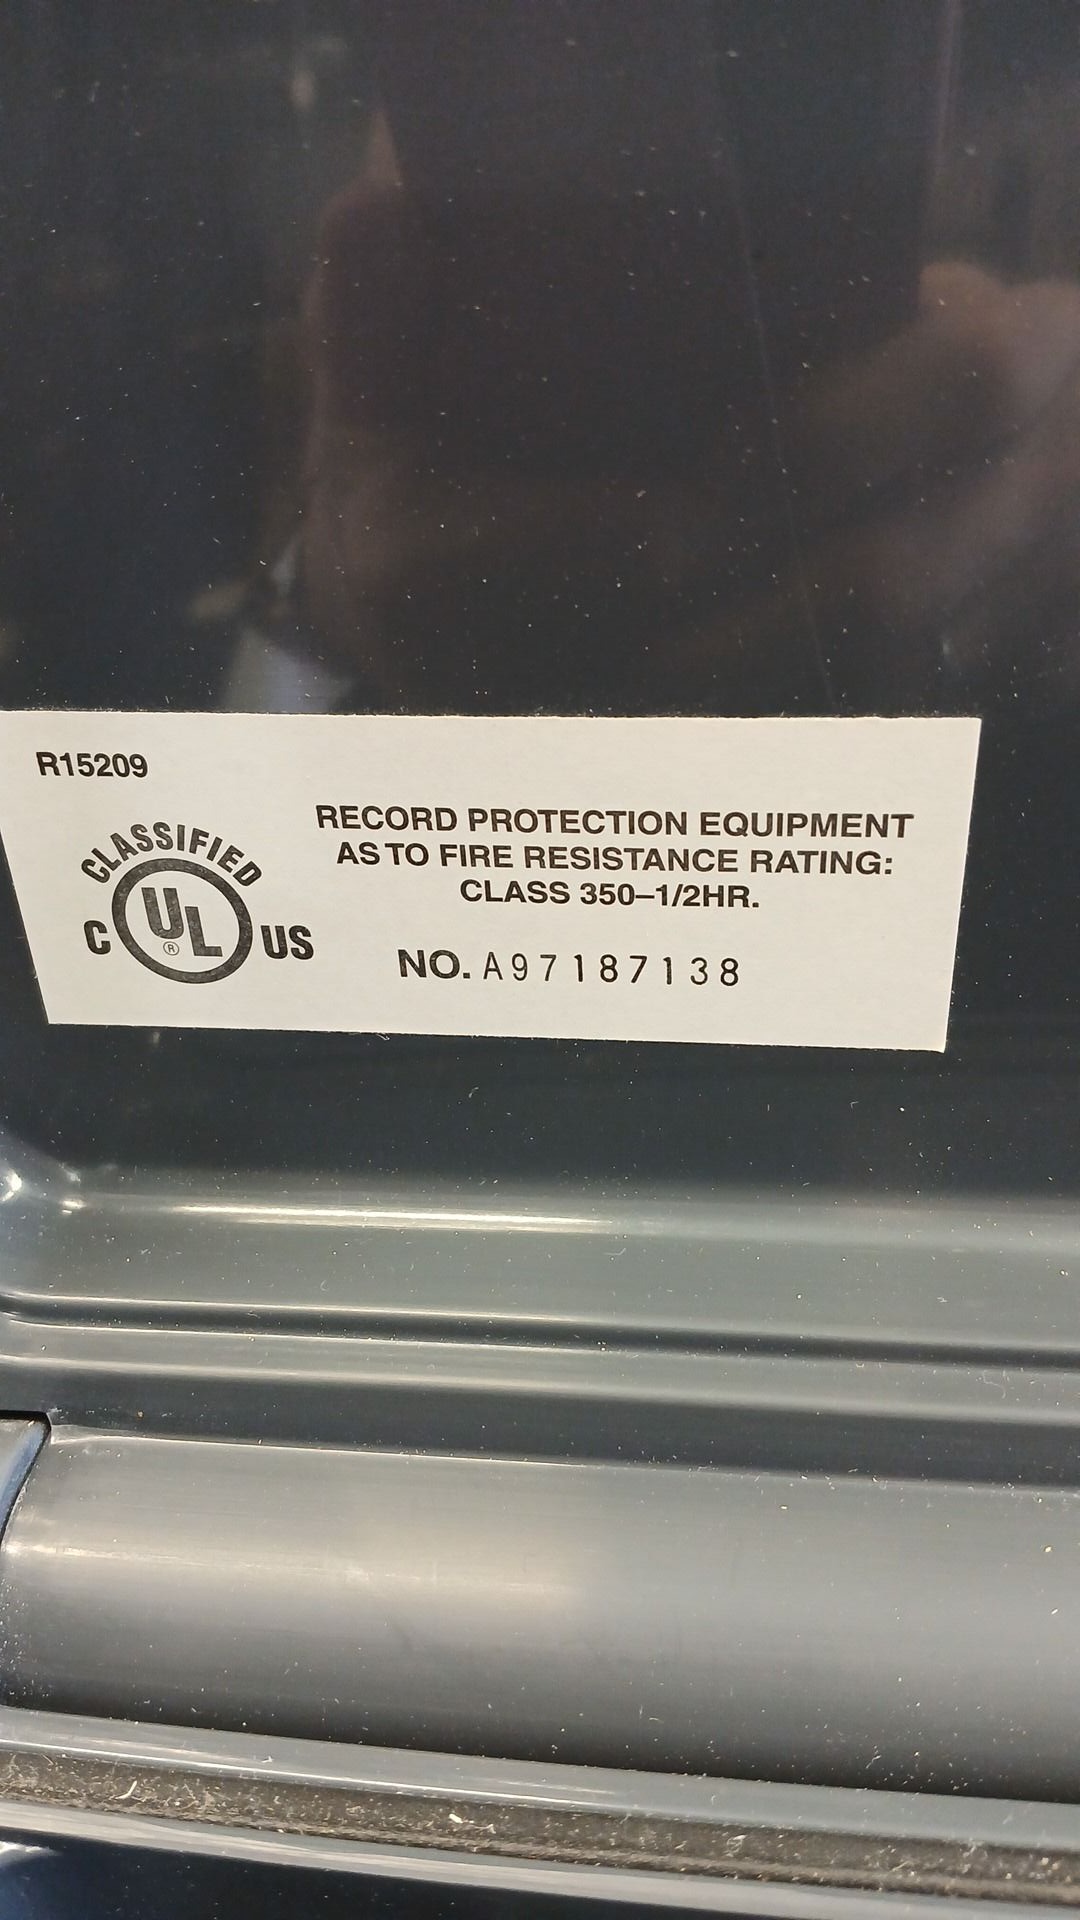 R15209
CLASSIFIED
C UL® US
RECORD PROTECTION EQUIPMENT
AS TO FIRE RESISTANCE RATING:
CLASS 350–1/2HR.
NO. A97187138